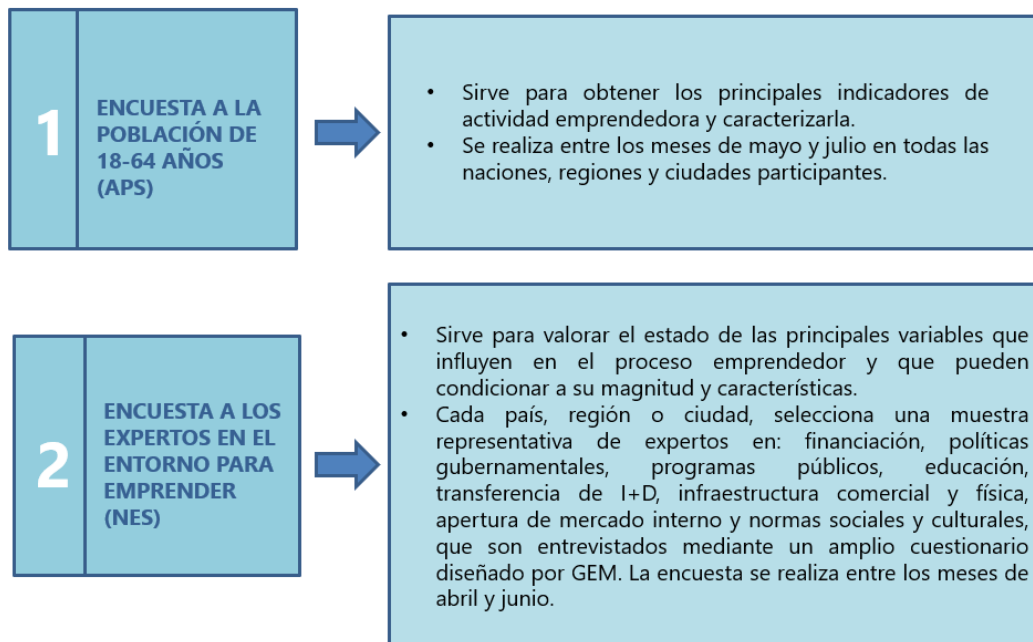 1
ENCUESTA A LA
POBLACIÓN DE
18-64 AÑOS
(APS)
• Sirve para obtener los principales indicadores de
actividad emprendedora y caracterizarla.
• Se realiza entre los meses de mayo y julio en todas las
naciones, regiones y ciudades participantes.
2
ENCUESTA A LOS
EXPERTOS EN EL
ENTORNO PARA
EMPRENDER
(NES)
• Sirve para valorar el estado de las principales variables que
influyen en el proceso emprendedor y que pueden
condicionar a su magnitud y características.
• Cada país, región o ciudad, selecciona una muestra
representativa de expertos en: financiación, políticas
gubernamentales, programas públicos, educación,
transferencia de I+D, infraestructura comercial y física,
apertura de mercado interno y normas sociales y culturales,
que son entrevistados mediante un amplio cuestionario
diseñado por GEM. La encuesta se realiza entre los meses de
abril y junio.